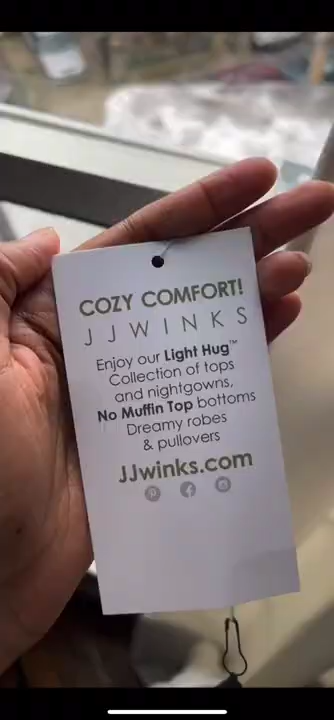 COZY COMFORT!
JJWINKS
Enjoy our Light Hug™
Collection of tops
and nightgowns,
No Muffin Top bottoms
Dreamy robes
& pullovers
JJwinks.com